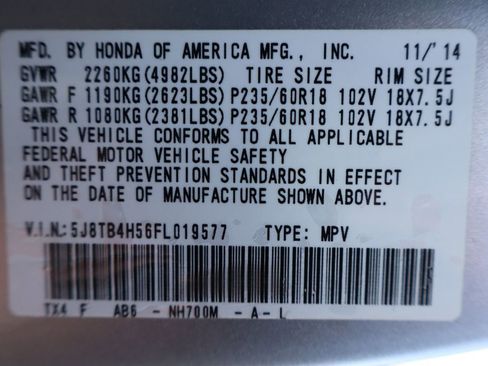 MFD. BY HONDA OF AMERICA MFG., INC. 11/'14
GVWR 2260KG(4982LBS) TIRE SIZE RIM SIZE
GAWR F 1190KG(2623LBS) P235/60R18 102V 18X7.5J
GAWR R 1080KG(2381LBS) P235/60R18 102V 18X7.5J
THIS VEHICLE CONFORMS TO ALL APPLICABLE
FEDERAL MOTOR VEHICLE SAFETY
AND THEFT PREVENTION STANDARDS IN EFFECT
ON THE DATE OF MANUFACTURE SHOWN ABOVE.
V.I.N.: 5J8TB4H56FL019577 TYPE: MPV
TX4 F AB6 - NH700M - A - L